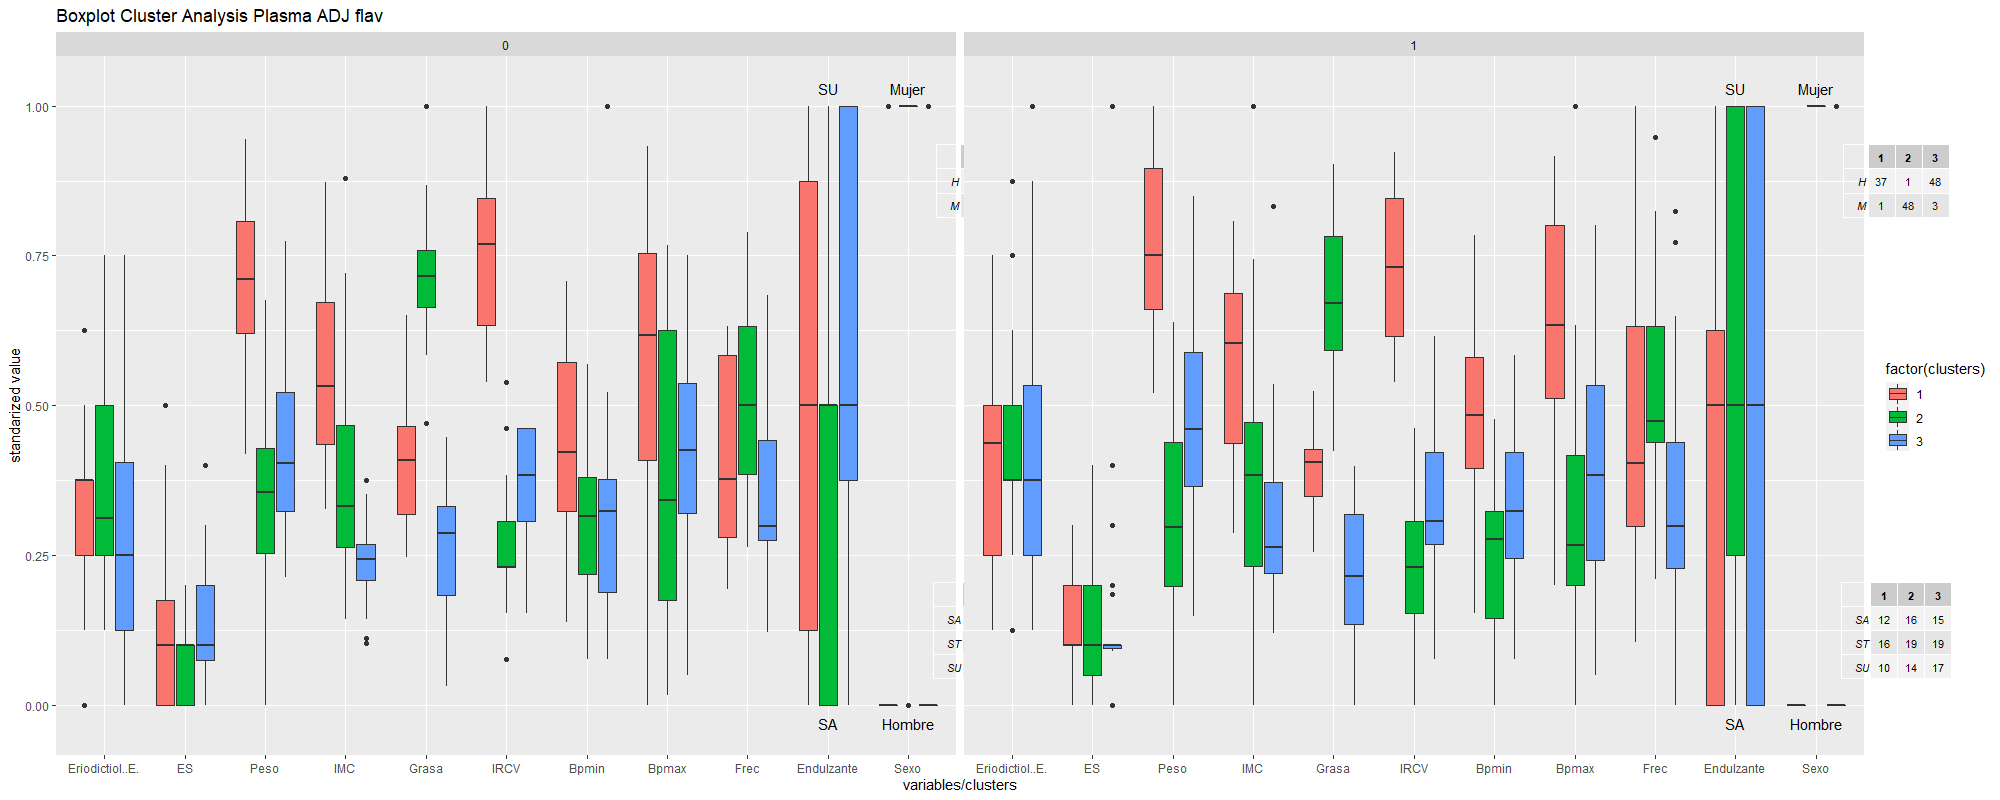 Boxplot Cluster Analysis Plasma ADJ flav
0
1
SU
Mujer
SU
Mujer
1.00
0.75
0.50
0.25
0.00
standarized value
H
M
1 2 3
H 37 1 48
M 1 48 3
factor(clusters)
1
2
3
SA
ST
SU
1 2 3
SA 12 16 15
ST 16 19 19
SU 10 14 17
SA
Hombre
SA
Hombre
Eriodictiol..E. ES Peso IMC Grasa IRCV Bpmin Bpmax Frec Endulzante Sexo
Eriodictiol..E. ES Peso IMC Grasa IRCV Bpmin Bpmax Frec Endulzante Sexo
variables/clusters